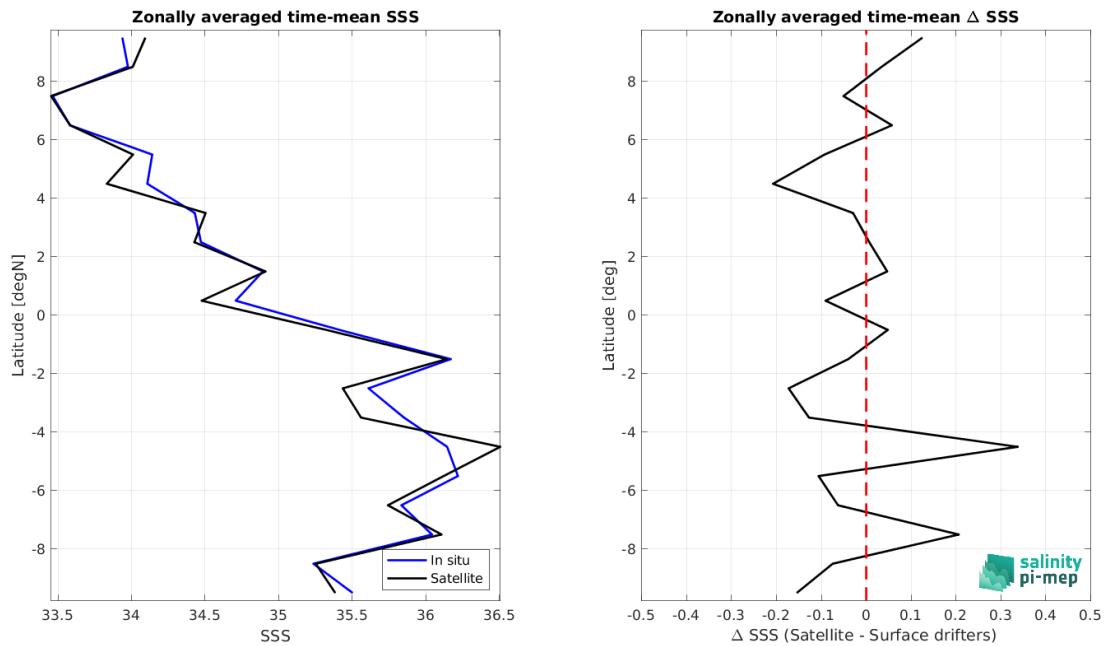 Zonally averaged time-mean SSS
8
6
4
2
0
-2
-4
-6
-8
Latitude [degN]
33.5 34 34.5 35 35.5 36 36.5
SSS
In situ
Satellite
Zonally averaged time-mean Δ SSS
8
6
4
2
0
-2
-4
-6
-8
Latitude [deg]
-0.5 -0.4 -0.3 -0.2 -0.1 0 0.1 0.2 0.3 0.4 0.5
Δ SSS (Satellite - Surface drifters)
salinity
pi-mep